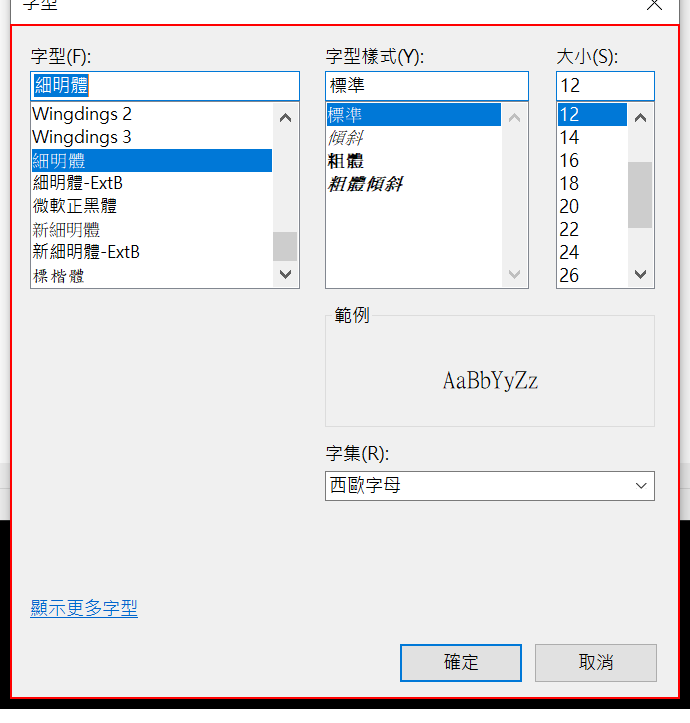 字型
字型(F):
細明體
Wingdings 2
Wingdings 3
細明體
細明體-ExtB
微軟正黑體
新細明體
新細明體-ExtB
標楷體
字型樣式(Y):
標準
標準
傾斜
粗體
粗體傾斜
大小(S):
12
12
14
16
18
20
22
24
26
範例
AaBbYyZz
字集(R):
西歐字母
顯示更多字型
確定
取消